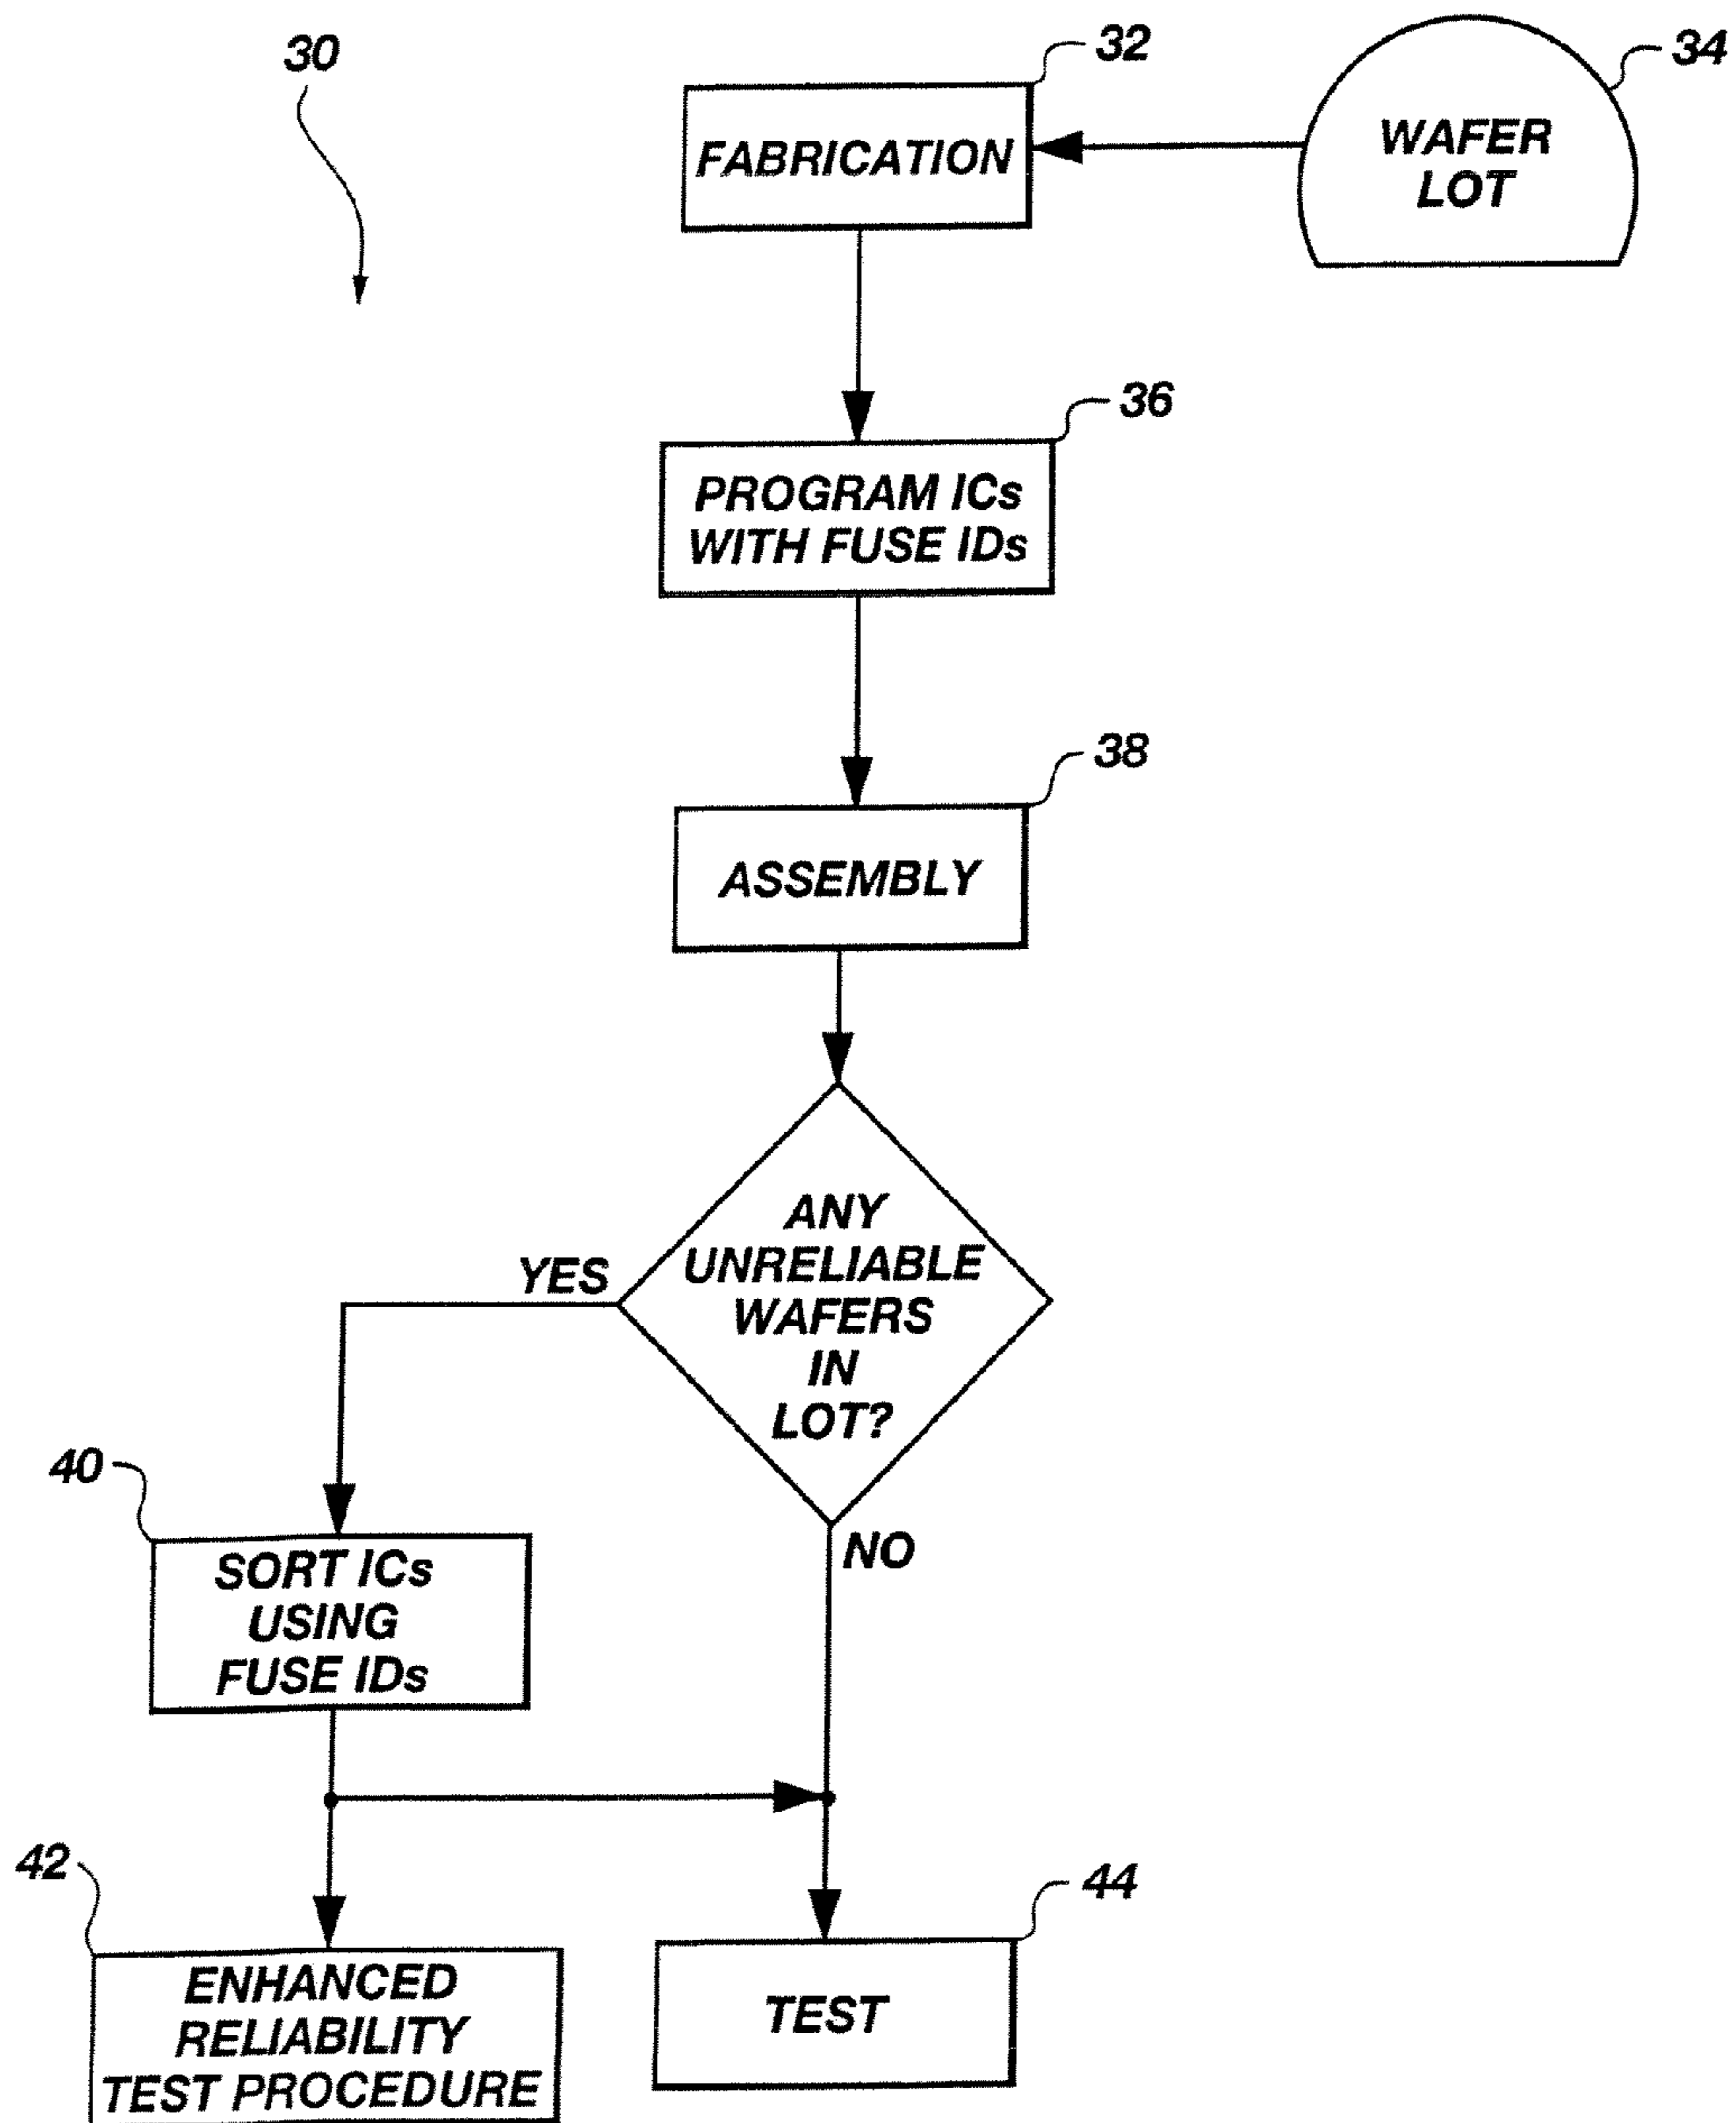 30
32
34
FABRICATION
WAFER
LOT
36
PROGRAM ICs
WITH FUSE IDs
38
ASSEMBLY
ANY
UNRELIABLE
WAFERS
IN
LOT?
YES
NO
40
SORT ICs
USING
FUSE IDs
42
ENHANCED
RELIABILITY
TEST PROCEDURE
44
TEST